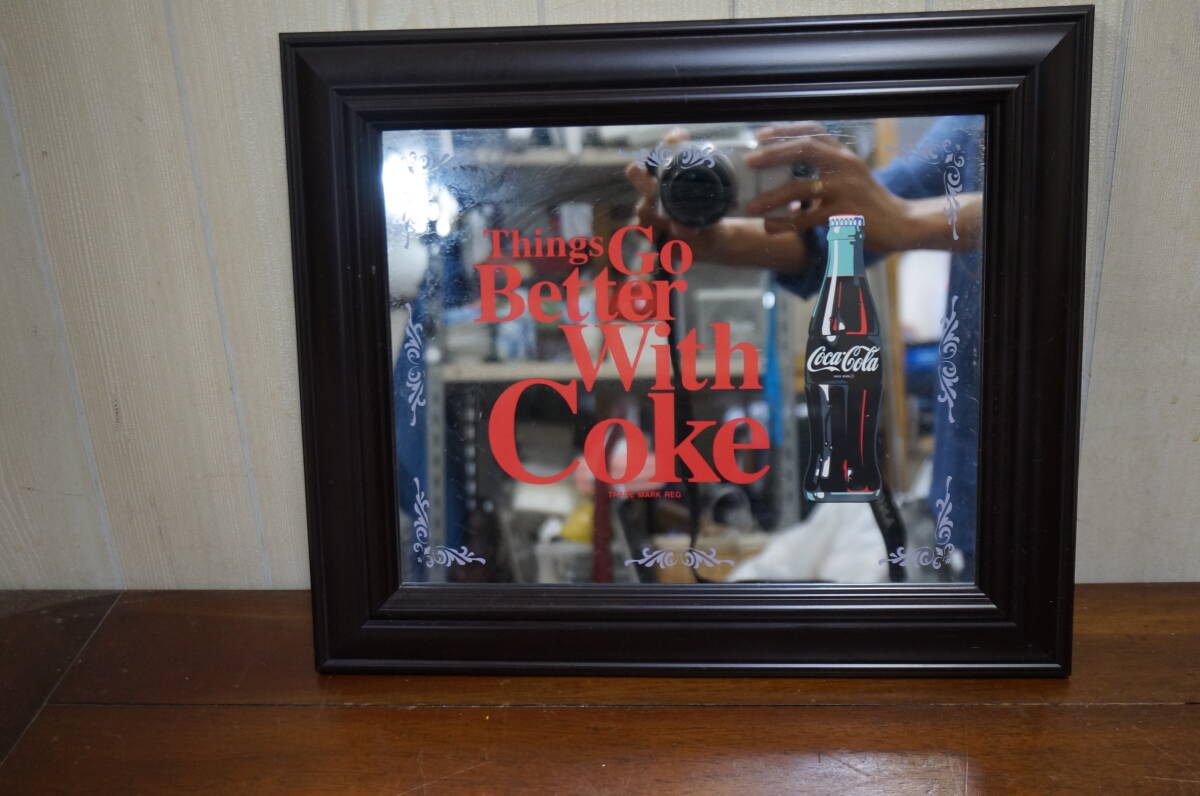 Things Go
Better
With
Coke
TRADE MARK REG
Coca-Cola